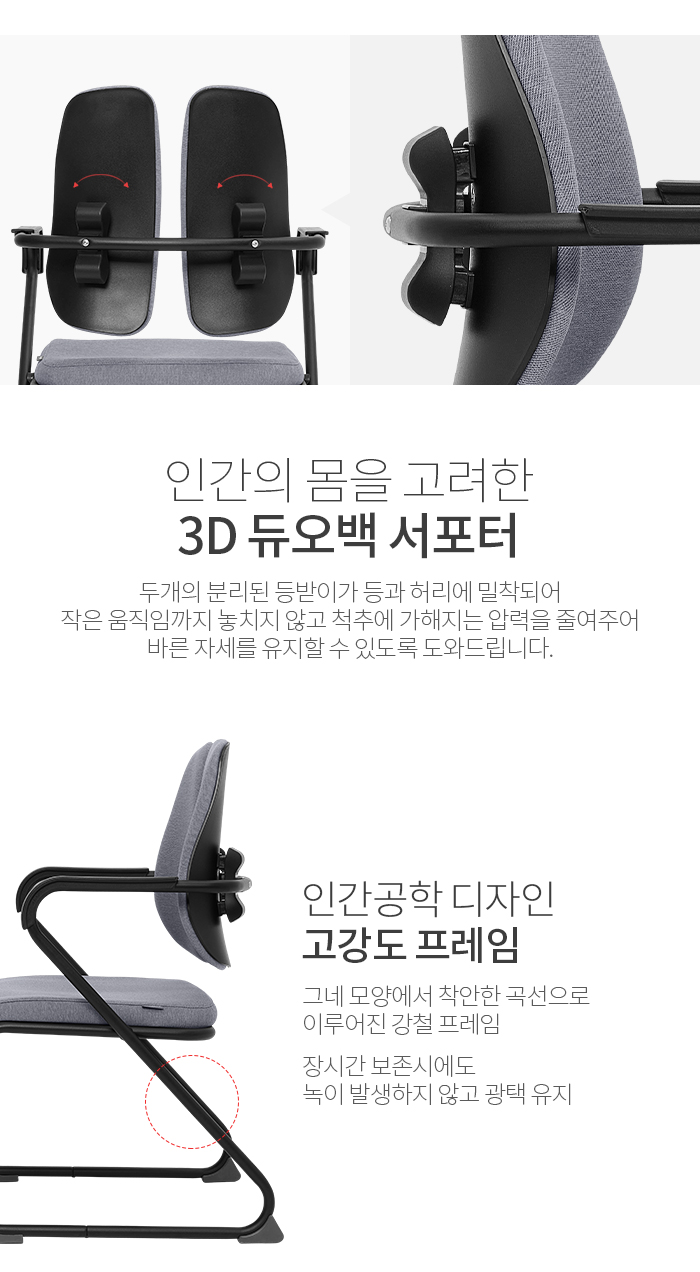 인간의 몸을 고려한
3D 듀오백 서포터
두개의 분리된 등받이가 등과 허리에 밀착되어
작은 움직임까지 놓치지 않고 척추에 가해지는 압력을 줄여주어
바른 자세를 유지할 수 있도록 도와드립니다.
인간공학 디자인
고강도 프레임
그네 모양에서 착안한 곡선으로
이루어진 강철 프레임
장시간 보존시에도
녹이 발생하지 않고 광택 유지